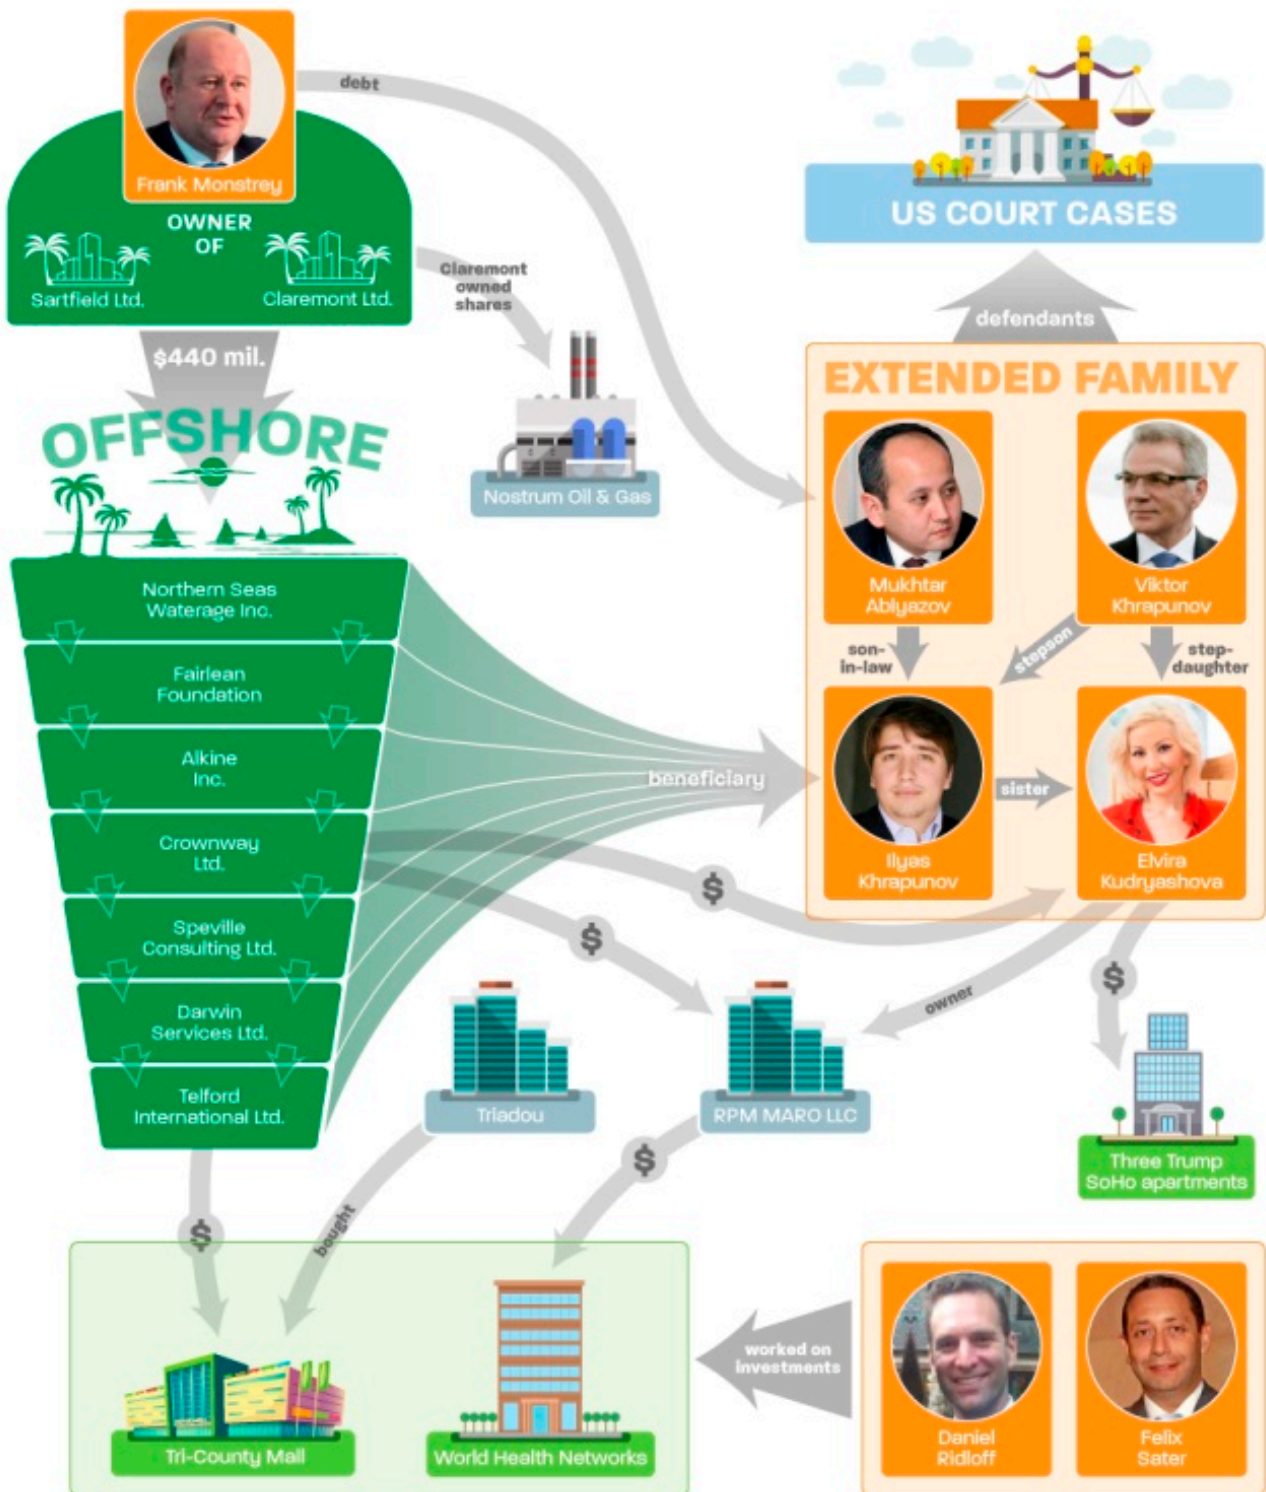 Frank Monstrey
OWNER
OF
Sartfield Ltd.
Claremont Ltd.
debt
Claremont
owned
shares
$440 mil.
OFFSHORE
Nostrum Oil & Gas
US COURT CASES
defendants
EXTENDED FAMILY
Mukhtar
Ablyazov
Viktor
Khrapunov
son-
in-law
stepson
step-
daughter
Ilyas
Khrapunov
sister
Elvira
Kudryashova
Northern Seas
Waterage Inc.
Fairlean
Foundation
Alkine
Inc.
Crownway
Ltd.
Speville
Consulting Ltd.
Darwin
Services Ltd.
Telford
International Ltd.
beneficiary
$
$
owner
$
Triadou
RPM MARO LLC
Three Trump
SoHo apartments
$
$
bought
Tri-County Mall
World Health Networks
worked on
investments
Daniel
Ridloff
Felix
Sater